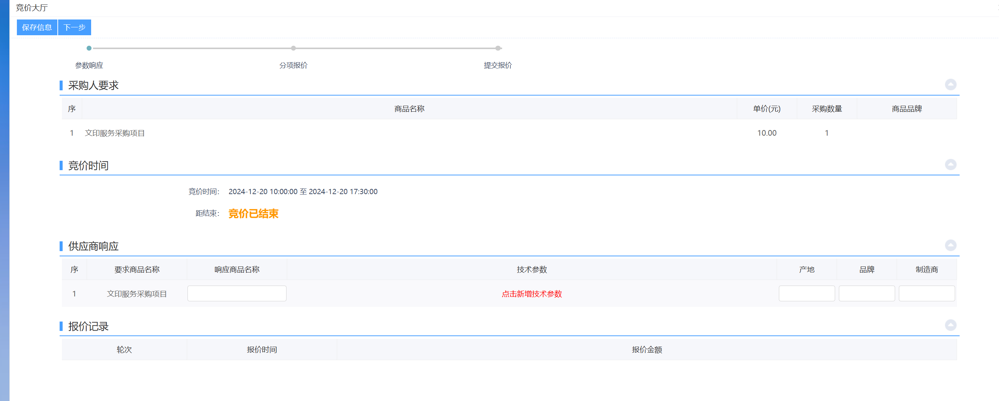 竞价大厅
保存信息 下一步
参数响应 分项报价 提交报价
采购人要求
序 商品名称 单价(元) 采购数量 商品品牌
1 文印服务采购项目 10.00 1
竞价时间
竞价时间： 2024-12-20 10:00:00 至 2024-12-20 17:30:00
距结束： 竞价已结束
供应商响应
序 要求商品名称 响应商品名称 技术参数 产地 品牌 制造商
1 文印服务采购项目 点击新增技术参数
报价记录
轮次 报价时间 报价金额